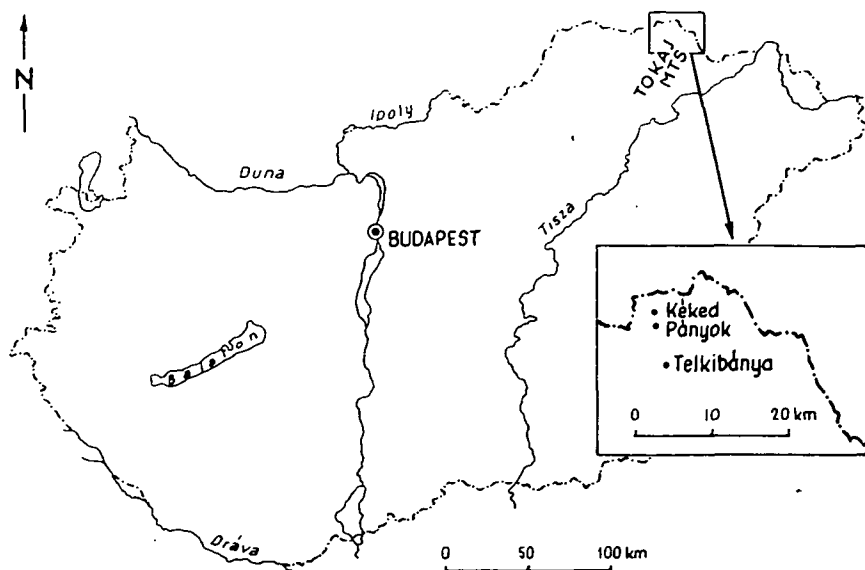 N
TOKAJ
MTS
Ipoly
Duna
Tisza
BUDAPEST
Balaton
Kéked
Pányok
Telkibánya
0 10 20 km
Dráva
0 50 100 km